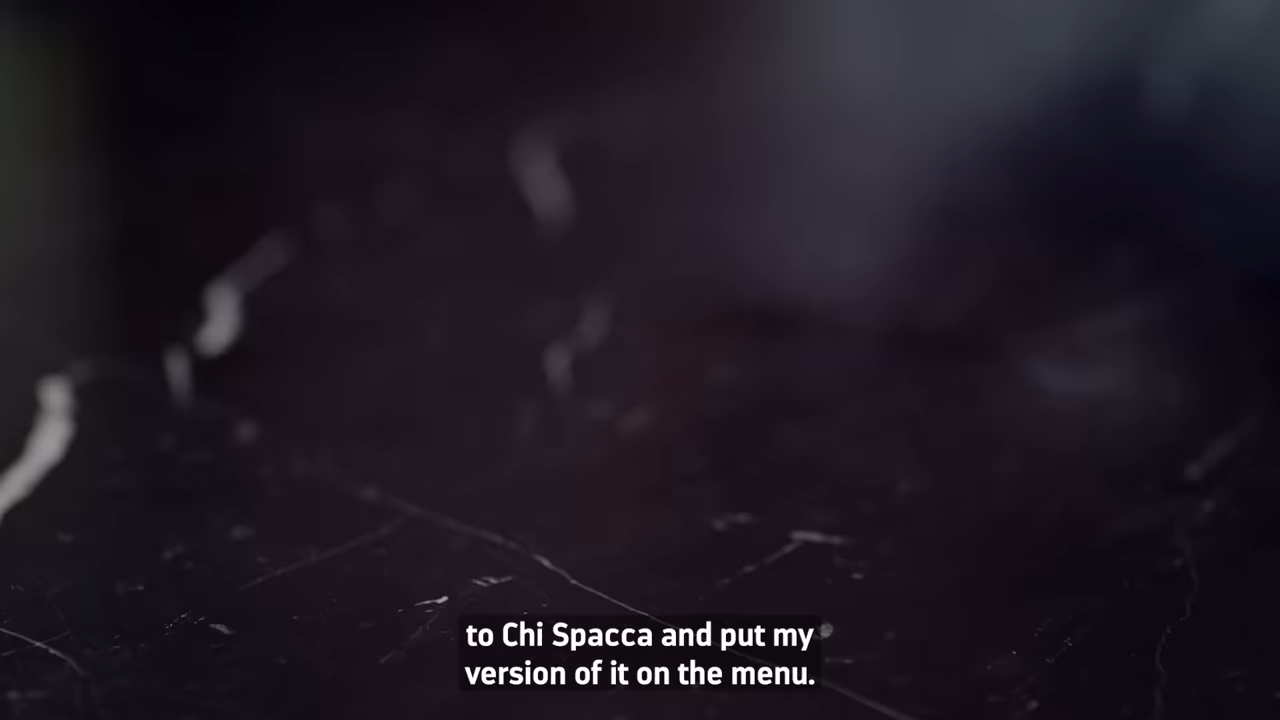 to Chi Spacca and put my
version of it on the menu.